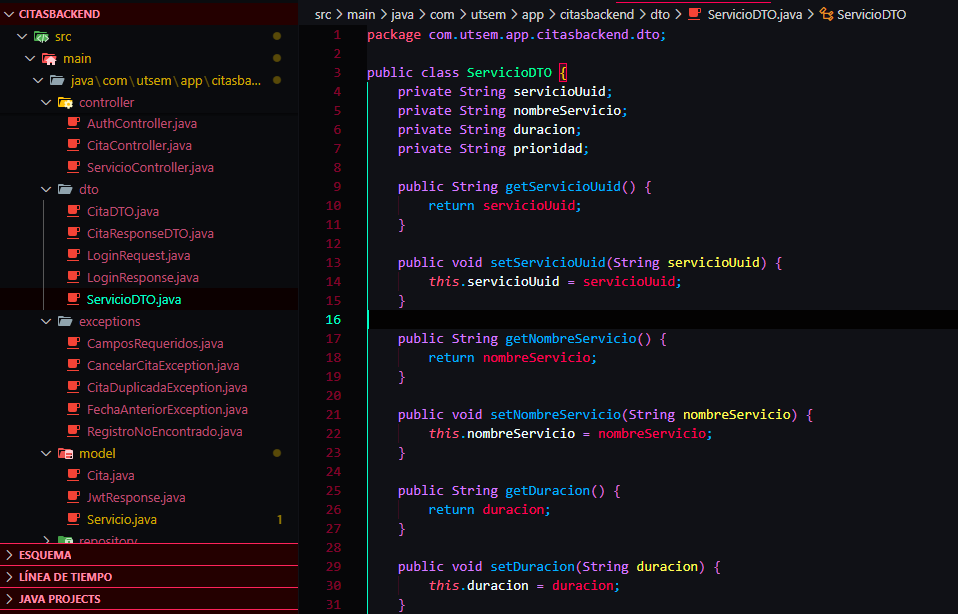 CITASBACKEND
src
main
java\com\utsem\app\citasba...
controller
AuthController.java
CitaController.java
ServicioController.java
dto
CitaDTO.java
CitaResponseDTO.java
LoginRequest.java
LoginResponse.java
ServicioDTO.java
exceptions
CamposRequeridos.java
CancelarCitaException.java
CitaDuplicadaException.java
FechaAnteriorException.java
RegistroNoEncontrado.java
model
Cita.java
JwtResponse.java
Servicio.java 1
repository
ESQUEMA
LÍNEA DE TIEMPO
JAVA PROJECTS
src > main > java > com > utsem > app > citasbackend > dto > ServicioDTO.java > ServicioDTO
1 package com.utsem.app.citasbackend.dto;
2
3 public class ServicioDTO {
4 private String servicioUuid;
5 private String nombreServicio;
6 private String duracion;
7 private String prioridad;
8
9 public String getServicioUuid() {
10 return servicioUuid;
11 }
12
13 public void setServicioUuid(String servicioUuid) {
14 this.servicioUuid = servicioUuid;
15 }
16
17 public String getNombreServicio() {
18 return nombreServicio;
19 }
20
21 public void setNombreServicio(String nombreServicio) {
22 this.nombreServicio = nombreServicio;
23 }
24
25 public String getDuracion() {
26 return duracion;
27 }
28
29 public void setDuracion(String duracion) {
30 this.duracion = duracion;
31 }